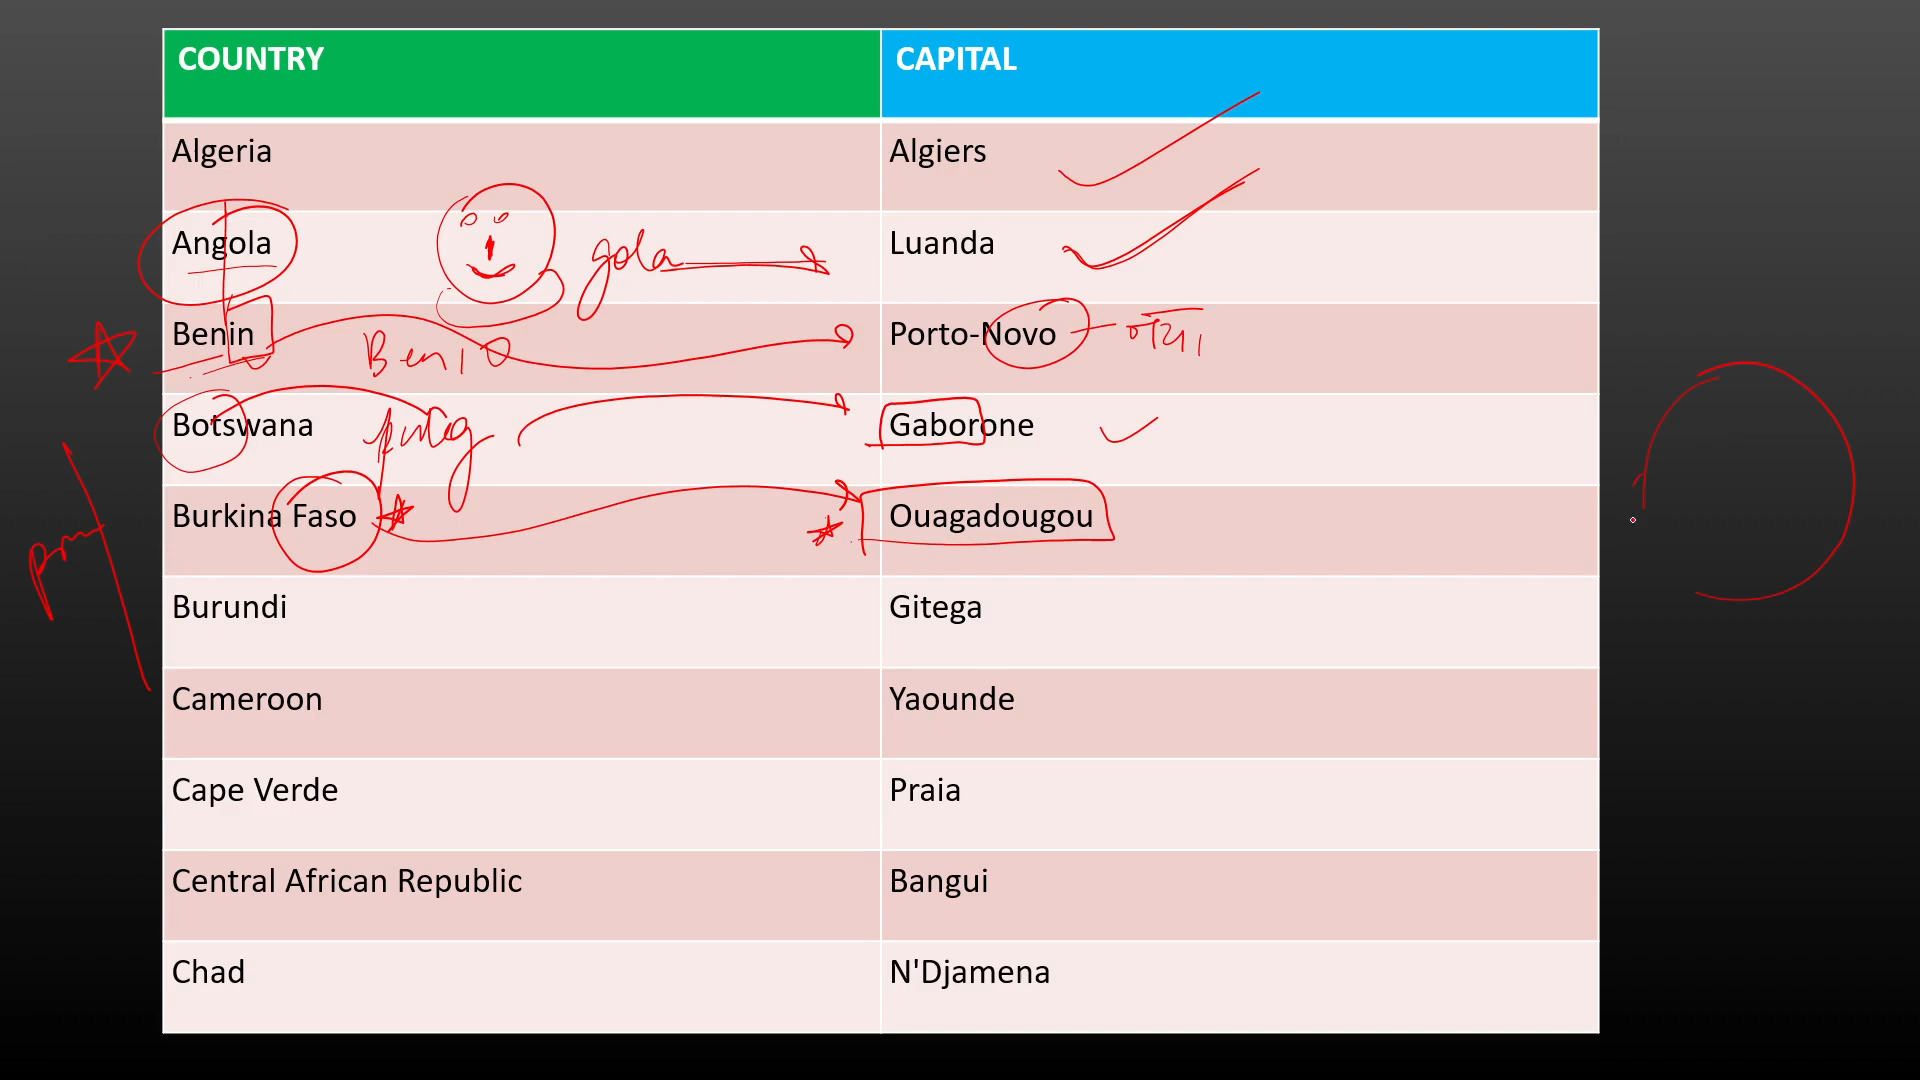 COUNTRY CAPITAL
Algeria Algiers
Angola gola Luanda
Benin Ben10 Porto-Novo
Botswana Gaborone
Burkina Faso Ouagadougou
Burundi Gitega
Cameroon Yaounde
Cape Verde Praia
Central African Republic Bangui
Chad N'Djamena